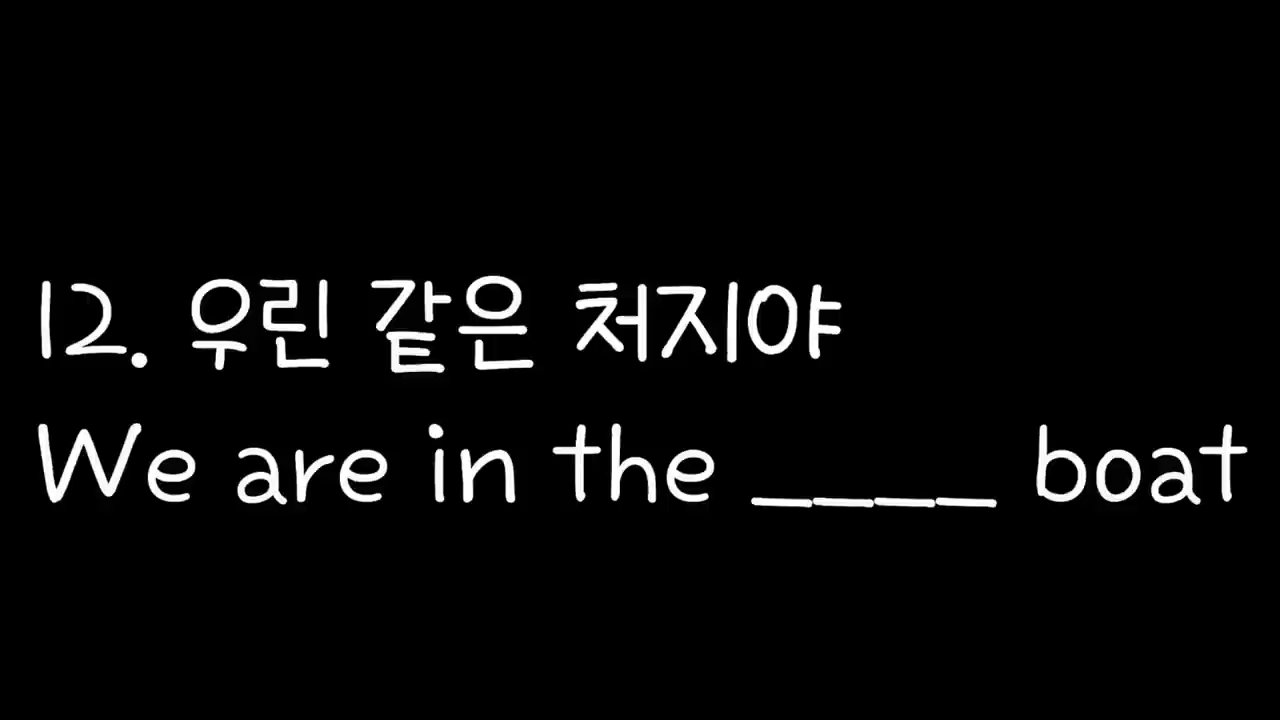 12. 우린 같은 처지야
We are in the ____ boat